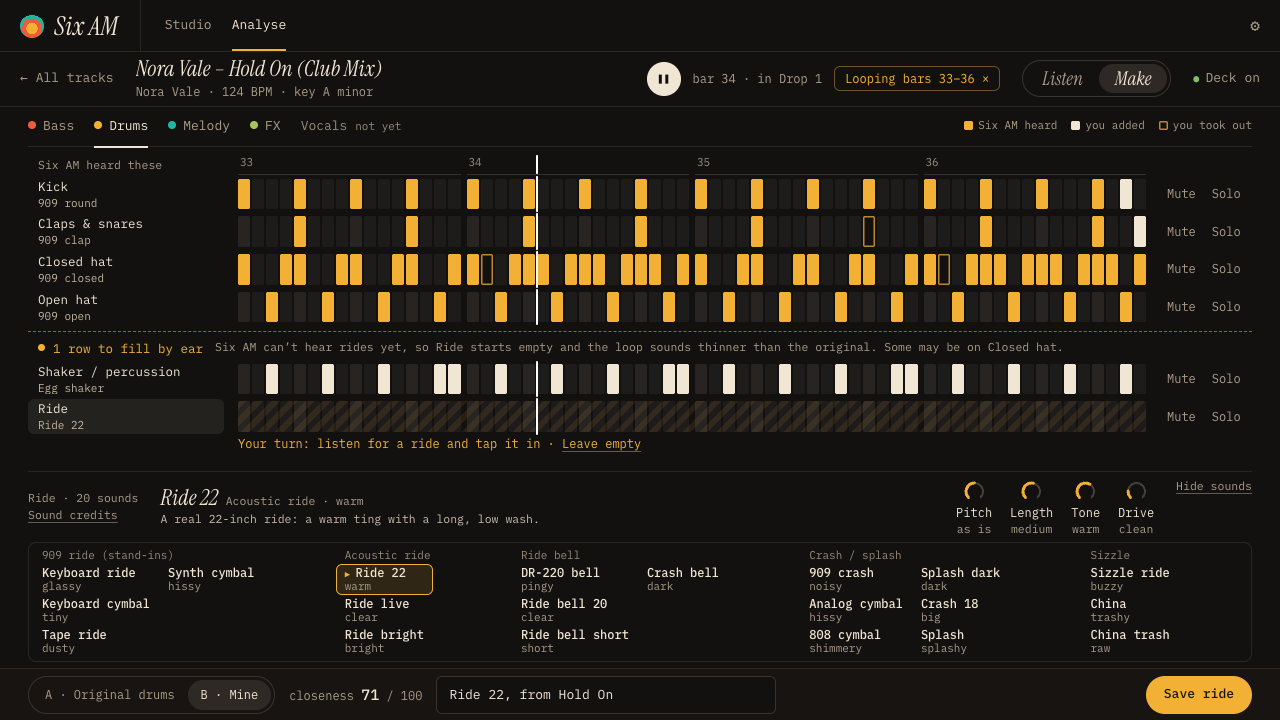 Six AM Studio Analyse ⚙
← All tracks Nora Vale – Hold On (Club Mix)
Nora Vale · 124 BPM · key A minor
bar 34 · in Drop 1 Looping bars 33–36 × Listen Make Deck on
Bass Drums Melody FX Vocals not yet Six AM heard you added you took out
Six AM heard these 33 34 35 36
Kick
909 round
Mute Solo
Claps & snares
909 clap
Mute Solo
Closed hat
909 closed
Mute Solo
Open hat
909 open
Mute Solo
1 row to fill by ear Six AM can’t hear rides yet, so Ride starts empty and the loop sounds thinner than the original. Some may be on Closed hat.
Shaker / percussion
Egg shaker
Mute Solo
Ride
Ride 22
Mute Solo
Your turn: listen for a ride and tap it in · Leave empty
Ride · 20 sounds
Sound credits
Ride 22 Acoustic ride · warm
A real 22-inch ride: a warm ting with a long, low wash.
Pitch Length Tone Drive
as is medium warm clean
Hide sounds
909 ride (stand-ins) Acoustic ride Ride bell Crash / splash Sizzle
Keyboard ride Synth cymbal ▸ Ride 22 DR-220 bell Crash bell 909 crash Splash dark Sizzle ride
glassy hissy warm pingy dark noisy dark buzzy
Keyboard cymbal Ride live Ride bell 20 Analog cymbal Crash 18 China
tiny clear clear hissy big trashy
Tape ride Ride bright Ride bell short 808 cymbal Splash China trash
dusty bright short shimmery splashy raw
A · Original drums B · Mine closeness 71 / 100 Ride 22, from Hold On Save ride